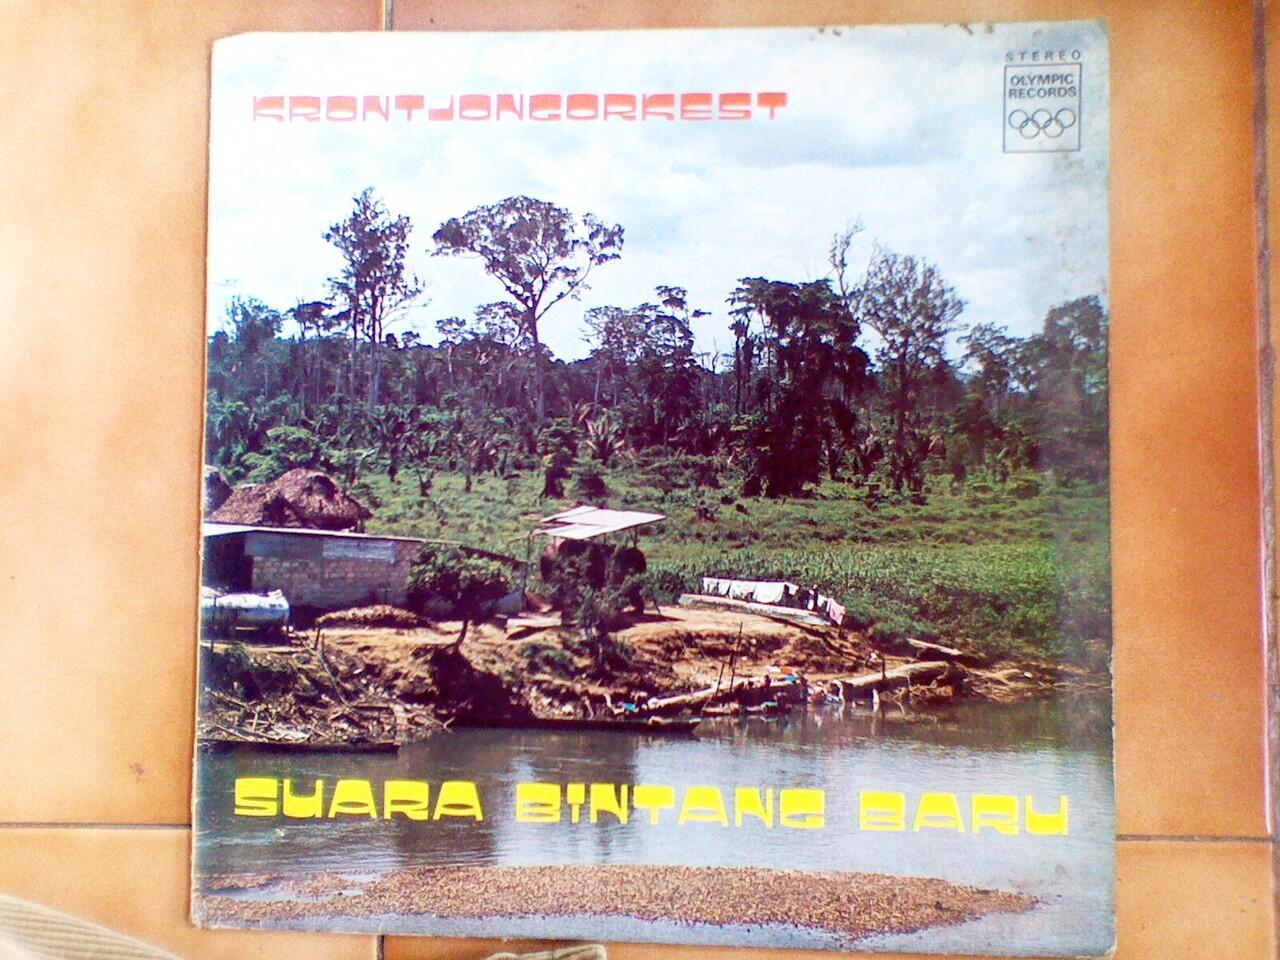 STEREO
OLYMPIC
RECORDS
KRONTJONGORKEST
SUARA BINTANG BARU